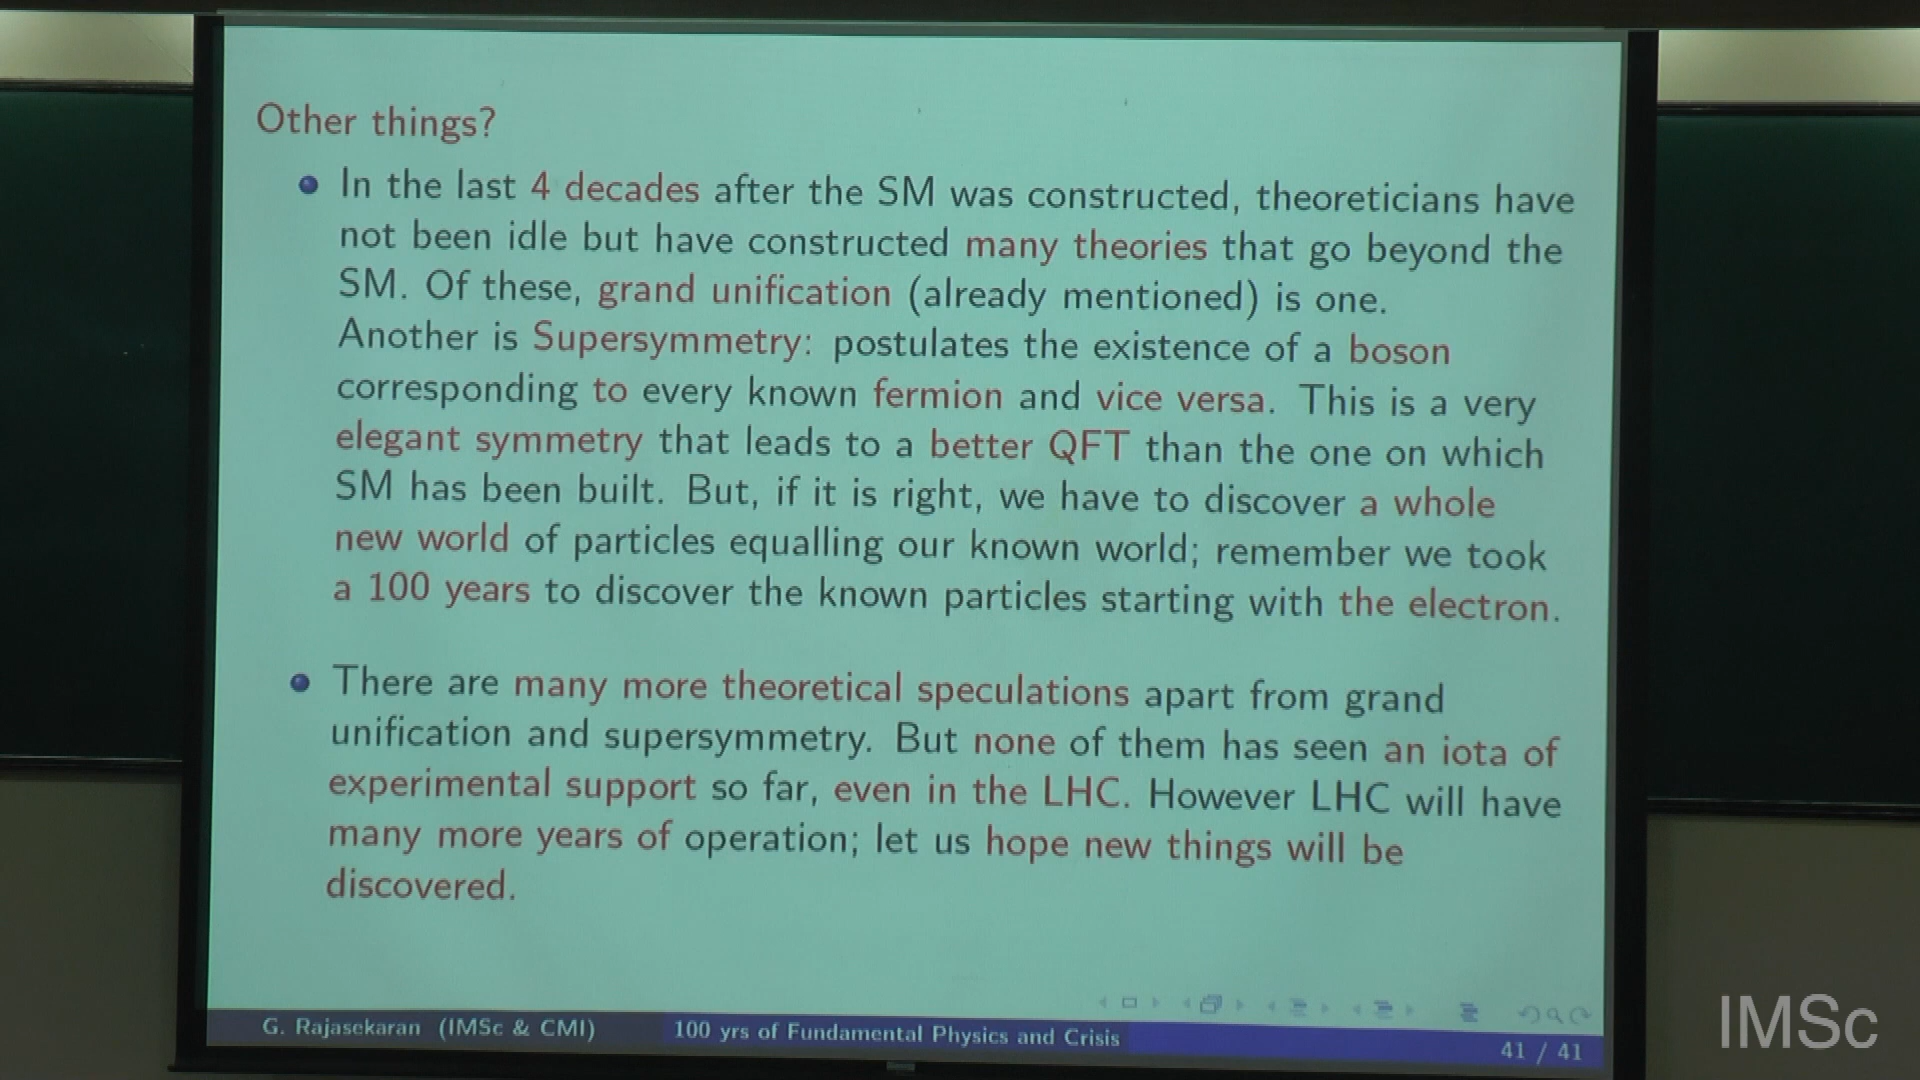 Other things?
In the last 4 decades after the SM was constructed, theoreticians have
not been idle but have constructed many theories that go beyond the
SM. Of these, grand unification (already mentioned) is one.
Another is Supersymmetry: postulates the existence of a boson
corresponding to every known fermion and vice versa. This is a very
elegant symmetry that leads to a better QFT than the one on which
SM has been built. But, if it is right, we have to discover a whole
new world of particles equalling our known world; remember we took
a 100 years to discover the known particles starting with the electron.
There are many more theoretical speculations apart from grand
unification and supersymmetry. But none of them has seen an iota of
experimental support so far, even in the LHC. However LHC will have
many more years of operation; let us hope new things will be
discovered.
G. Rajasekaran (IMSc & CMI)
100 yrs of Fundamental Physics and Crisis
41 / 41
IMSc